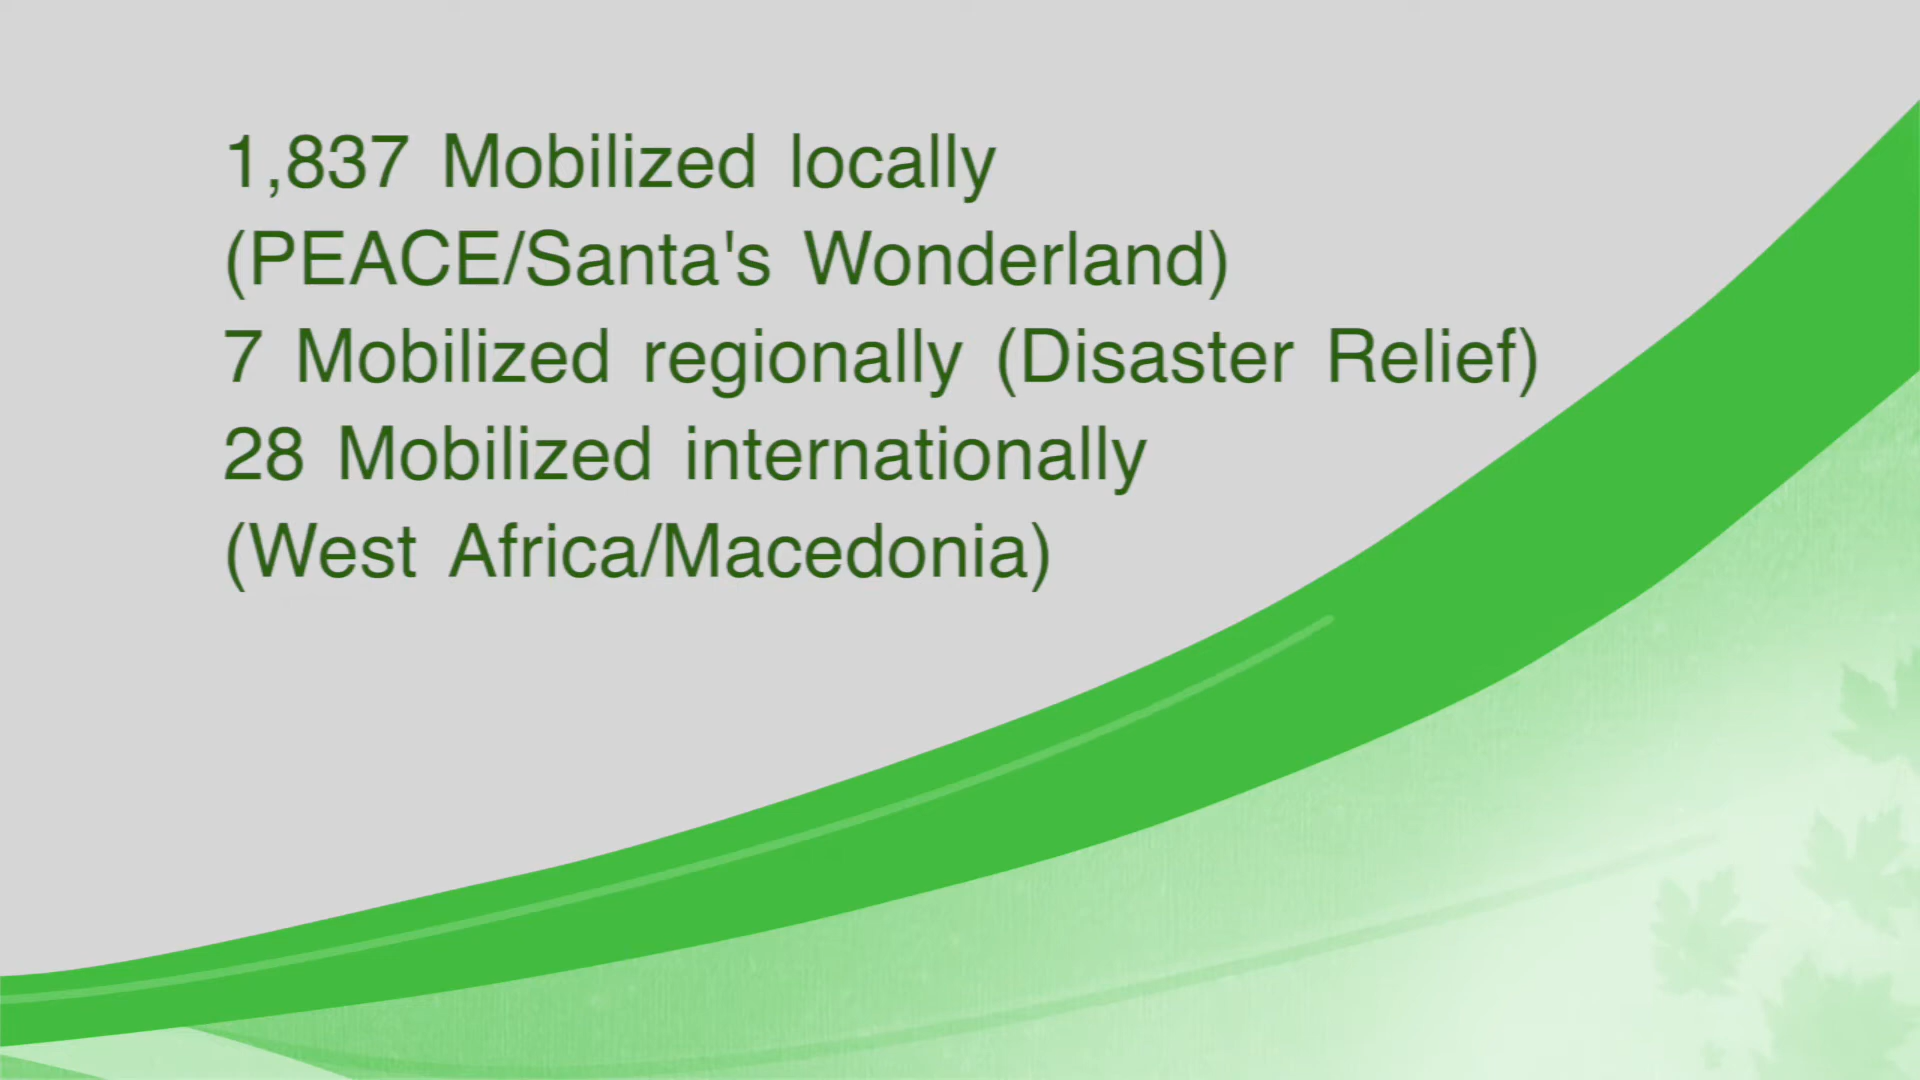 1,837 Mobilized locally
(PEACE/Santa's Wonderland)
7 Mobilized regionally (Disaster Relief)
28 Mobilized internationally
(West Africa/Macedonia)